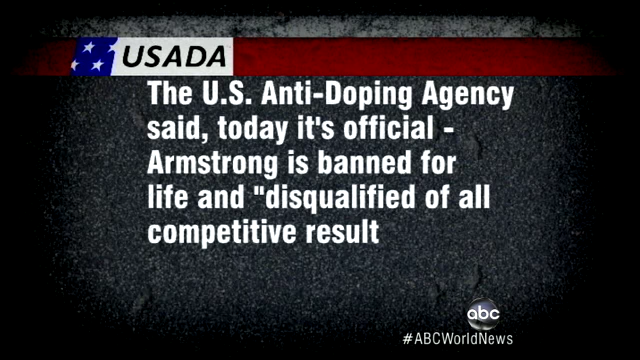 USADA
The U.S. Anti-Doping Agency
said, today it's official -
Armstrong is banned for
life and "disqualified of all
competitive result
abc
#ABCWorldNews